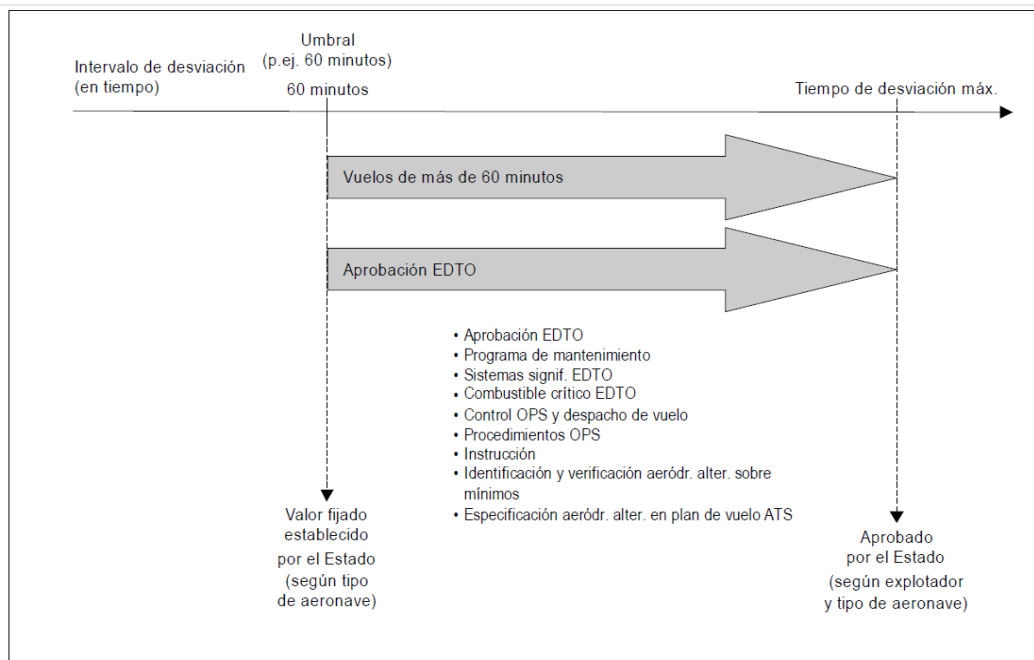 Umbral
(p.ej. 60 minutos)
Intervalo de desviación
(en tiempo)
60 minutos
Tiempo de desviación máx.
Vuelos de más de 60 minutos
Aprobación EDTO
• Aprobación EDTO
• Programa de mantenimiento
• Sistemas signif. EDTO
• Combustible crítico EDTO
• Control OPS y despacho de vuelo
• Procedimientos OPS
• Instrucción
• Identificación y verificación aeródr. alter. sobre
mínimos
• Especificación aeródr. alter. en plan de vuelo ATS
Valor fijado
establecido
por el Estado
(según tipo
de aeronave)
Aprobado
por el Estado
(según explotador
y tipo de aeronave)